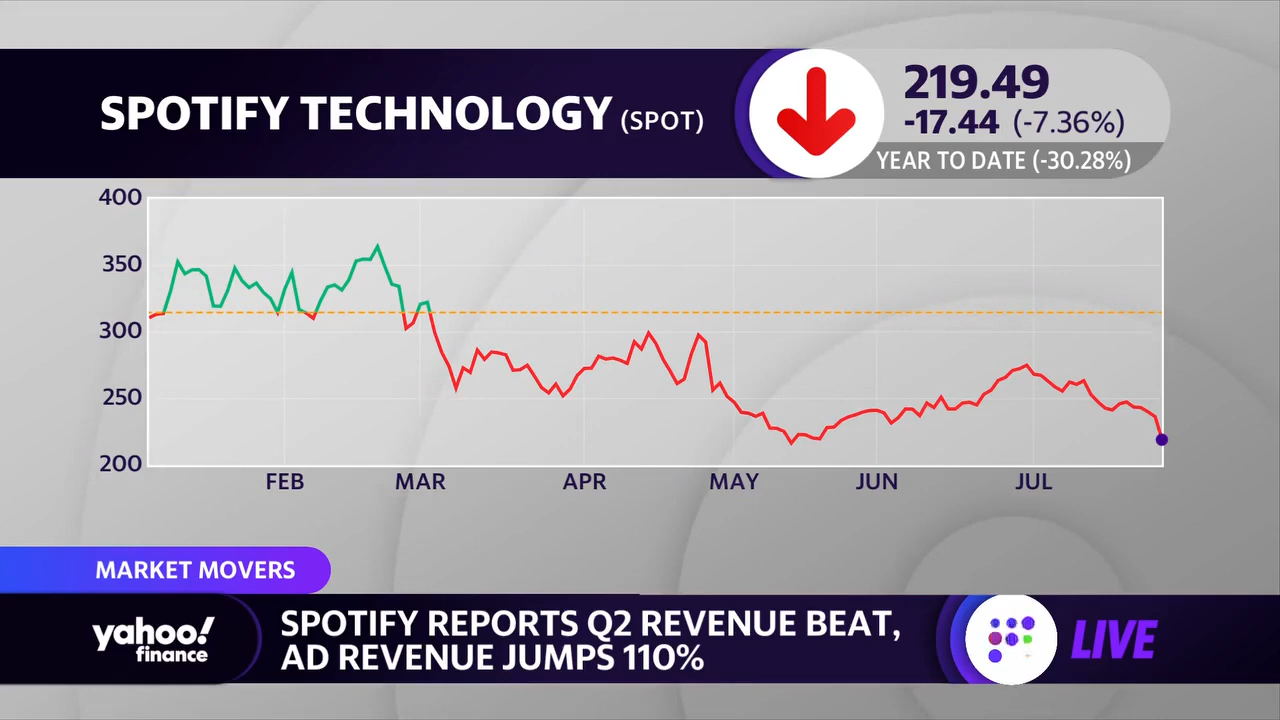 SPOTIFY TECHNOLOGY (SPOT)
219.49
-17.44 (-7.36%)
YEAR TO DATE (-30.28%)
400
350
300
250
200
FEB MAR APR MAY JUN JUL
MARKET MOVERS
yahoo!
finance
SPOTIFY REPORTS Q2 REVENUE BEAT,
AD REVENUE JUMPS 110%
LIVE